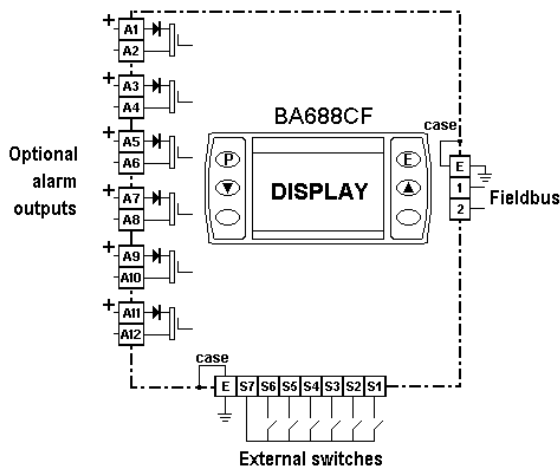 + A1
A2
+ A3
A4
+ A5
A6
+ A7
A8
+ A9
A10
+ A11
A12
Optional
alarm
outputs
BA688CF
P
E
DISPLAY
case
E
1
2
Fieldbus
case
E S7 S6 S5 S4 S3 S2 S1
External switches